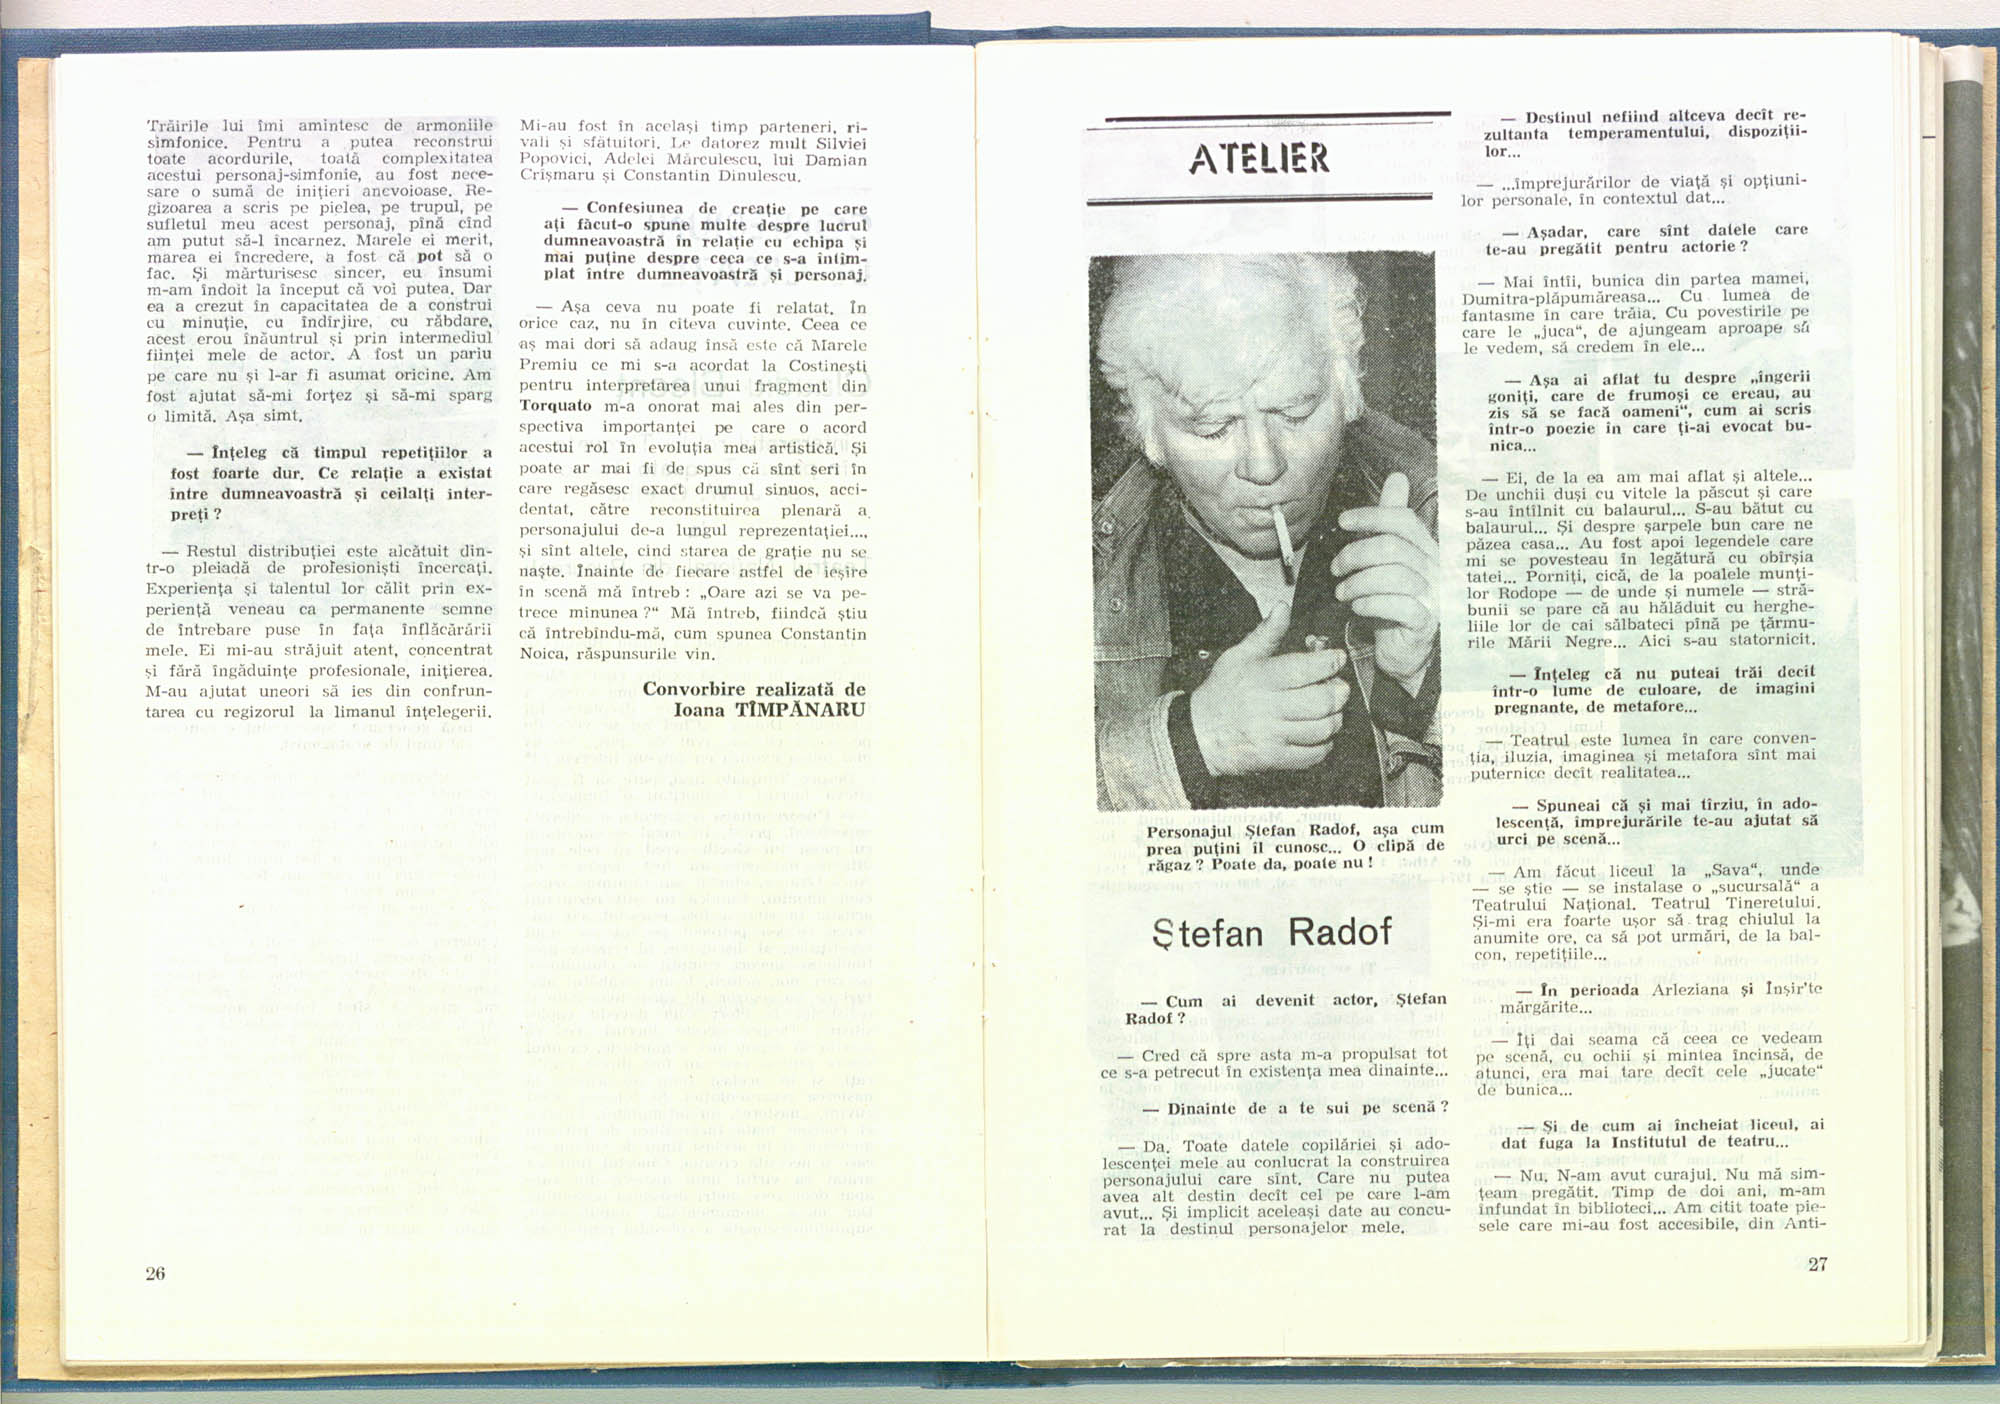 Trăirile lui îmi amintesc de armoniile
simfonice. Pentru a putea reconstrui
toate acordurile, toată complexitatea
acestui personaj-simfonie, au fost nece-
sare o sumă de inițieri anevoioase. Re-
gizoarea a scris pe pielea, pe trupul, pe
sufletul meu acest personaj, pînă cînd
am putut să-l încarnez. Marele ei merit,
marea ei încredere, a fost că pot să o
fac. Și mărturisesc sincer, eu însumi
m-am îndoit la început că voi putea. Dar
ea a crezut în capacitatea de a construi
cu minuție, cu îndîrjire, cu răbdare,
acest erou înăuntrul și prin intermediul
ființei mele de actor. A fost un pariu
pe care nu și l-ar fi asumat oricine. Am
fost ajutat să-mi forțez și să-mi sparg
o limită. Așa simt.
— Înțeleg că timpul repetițiilor a
fost foarte dur. Ce relație a existat
între dumneavoastră și ceilalți inter-
preți ?
— Restul distribuției este alcătuit din-
tr-o pleiadă de profesioniști încercați.
Experiența și talentul lor călit prin ex-
periență veneau ca permanente semne
de întrebare puse în fața înflăcărării
mele. Ei mi-au străjuit atent, concentrat
și fără îngăduințe profesionale, inițierea.
M-au ajutat uneori să ies din confrun-
tarea cu regizorul la limanul înțelegerii.
Mi-au fost în același timp parteneri, ri-
vali și sfătuitori. Le datorez mult Silviei
Popovici, Adelei Mărculescu, lui Damian
Crîșmaru și Constantin Dinulescu.
— Confesiunea de creație pe care
ați făcut-o spune multe despre lucrul
dumneavoastră în relație cu echipa și
mai puține despre ceea ce s-a întîm-
plat între dumneavoastră și personaj.
— Așa ceva nu poate fi relatat. În
orice caz, nu în cîteva cuvinte. Ceea ce
aș mai dori să adaug însă este că Marele
Premiu ce mi s-a acordat la Costinești
pentru interpretarea unui fragment din
Torquato m-a onorat mai ales din per-
spectiva importanței pe care o acord
acestui rol în evoluția mea artistică. Și
poate ar mai fi de spus că sînt seri în
care regăsesc exact drumul sinuos, acci-
dentat, către reconstituirea plenară a
personajului de-a lungul reprezentației...,
și sînt altele, cînd starea de grație nu se
naște. Înainte de fiecare astfel de ieșire
în scenă mă întreb : „Oare azi se va pe-
trece minunea ?“ Mă întreb, fiindcă știu
că întrebîndu-mă, cum spunea Constantin
Noica, răspunsurile vin.
Convorbire realizată de
Ioana TÎMPĂNARU
26
ATELIER
Personajul Ștefan Radof, așa cum
prea puțini îl cunosc... O clipă de
răgaz ? Poate da, poate nu !
Ștefan Radof
— Cum ai devenit actor, Ștefan
Radof ?
— Cred că spre asta m-a propulsat tot
ce s-a petrecut în existența mea dinainte...
— Dinainte de a te sui pe scenă ?
— Da. Toate datele copilăriei și ado-
lescenței mele au conlucrat la construirea
personajului care sînt. Care nu putea
avea alt destin decît cel pe care l-am
avut... Și implicit aceleași date au concu-
rat la destinul personajelor mele.
— Destinul nefiind altceva decît re-
zultanta temperamentului, dispoziții-
lor...
— ...împrejurărilor de viață și opțiuni-
lor personale, în contextul dat...
— Așadar, care sînt datele care
te-au pregătit pentru actorie ?
— Mai întîi, bunica din partea mamei,
Dumitra-plăpumăreasa... Cu lumea de
fantasme în care trăia. Cu povestirile pe
care le „juca“, de ajungeam aproape să
le vedem, să credem în ele...
— Așa ai aflat tu despre „îngerii
goniți, care de frumoși ce ereau, au
zis să se facă oameni“, cum ai scris
într-o poezie în care ți-ai evocat bu-
nica...
— Ei, de la ea am mai aflat și altele...
De unchii duși cu vitele la păscut și care
s-au întîlnit cu balaurul... S-au bătut cu
balaurul... Și despre șarpele bun care ne
păzea casa... Au fost apoi legendele care
mi se povesteau în legătură cu obîrșia
tatei... Porniți, cică, de la poalele munți-
lor Rodope — de unde și numele — stră-
bunii se pare că au hălăduit cu herghe-
liile lor de cai sălbateci pînă pe țărmu-
rile Mării Negre... Aici s-au statornicit.
— Înțeleg că nu puteai trăi decît
într-o lume de culoare, de imagini
pregnante, de metafore...
— Teatrul este lumea în care conven-
ția, iluzia, imaginea și metafora sînt mai
puternice decît realitatea...
— Spuneai că și mai tîrziu, în ado-
lescență, împrejurările te-au ajutat să
urci pe scenă...
— Am făcut liceul la „Sava“, unde
— se știe — se instalase o „sucursală“ a
Teatrului Național. Teatrul Tineretului.
Și-mi era foarte ușor să trag chiulul la
anumite ore, ca să pot urmări, de la bal-
con, repetițiile...
— În perioada Arleziana și Înșir'te
mărgărite...
— Îți dai seama că ceea ce vedeam
pe scenă, cu ochii și mintea încinsă, de
atunci, era mai tare decît cele „jucate“
de bunica...
— Și de cum ai încheiat liceul, ai
dat fuga la Institutul de teatru...
— Nu. N-am avut curajul. Nu mă sim-
țeam pregătit. Timp de doi ani, m-am
înfundat în biblioteci... Am citit toate pie-
sele care mi-au fost accesibile, din Anti-
27